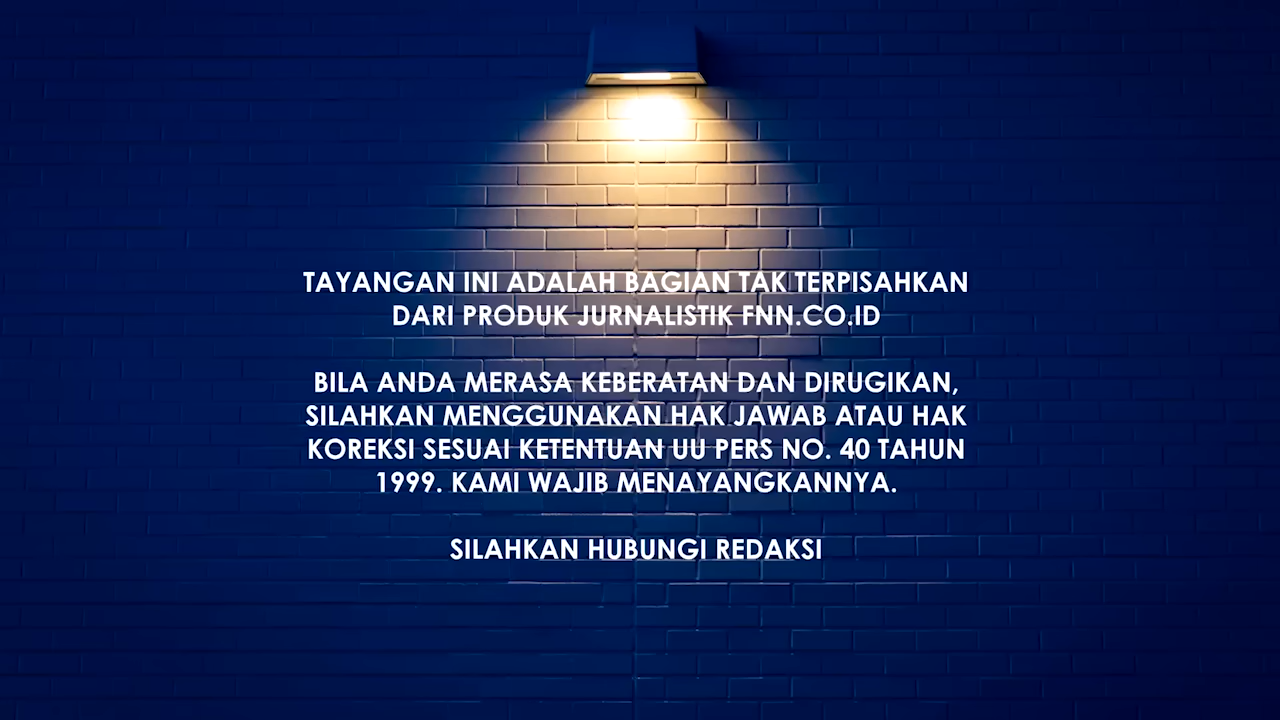 TAYANGAN INI ADALAH BAGIAN TAK TERPISAHKAN
DARI PRODUK JURNALISTIK FNN.CO.ID
BILA ANDA MERASA KEBERATAN DAN DIRUGIKAN,
SILAHKAN MENGGUNAKAN HAK JAWAB ATAU HAK
KOREKSI SESUAI KETENTUAN UU PERS NO. 40 TAHUN
1999. KAMI WAJIB MENAYANGKANNYA.
SILAHKAN HUBUNGI REDAKSI